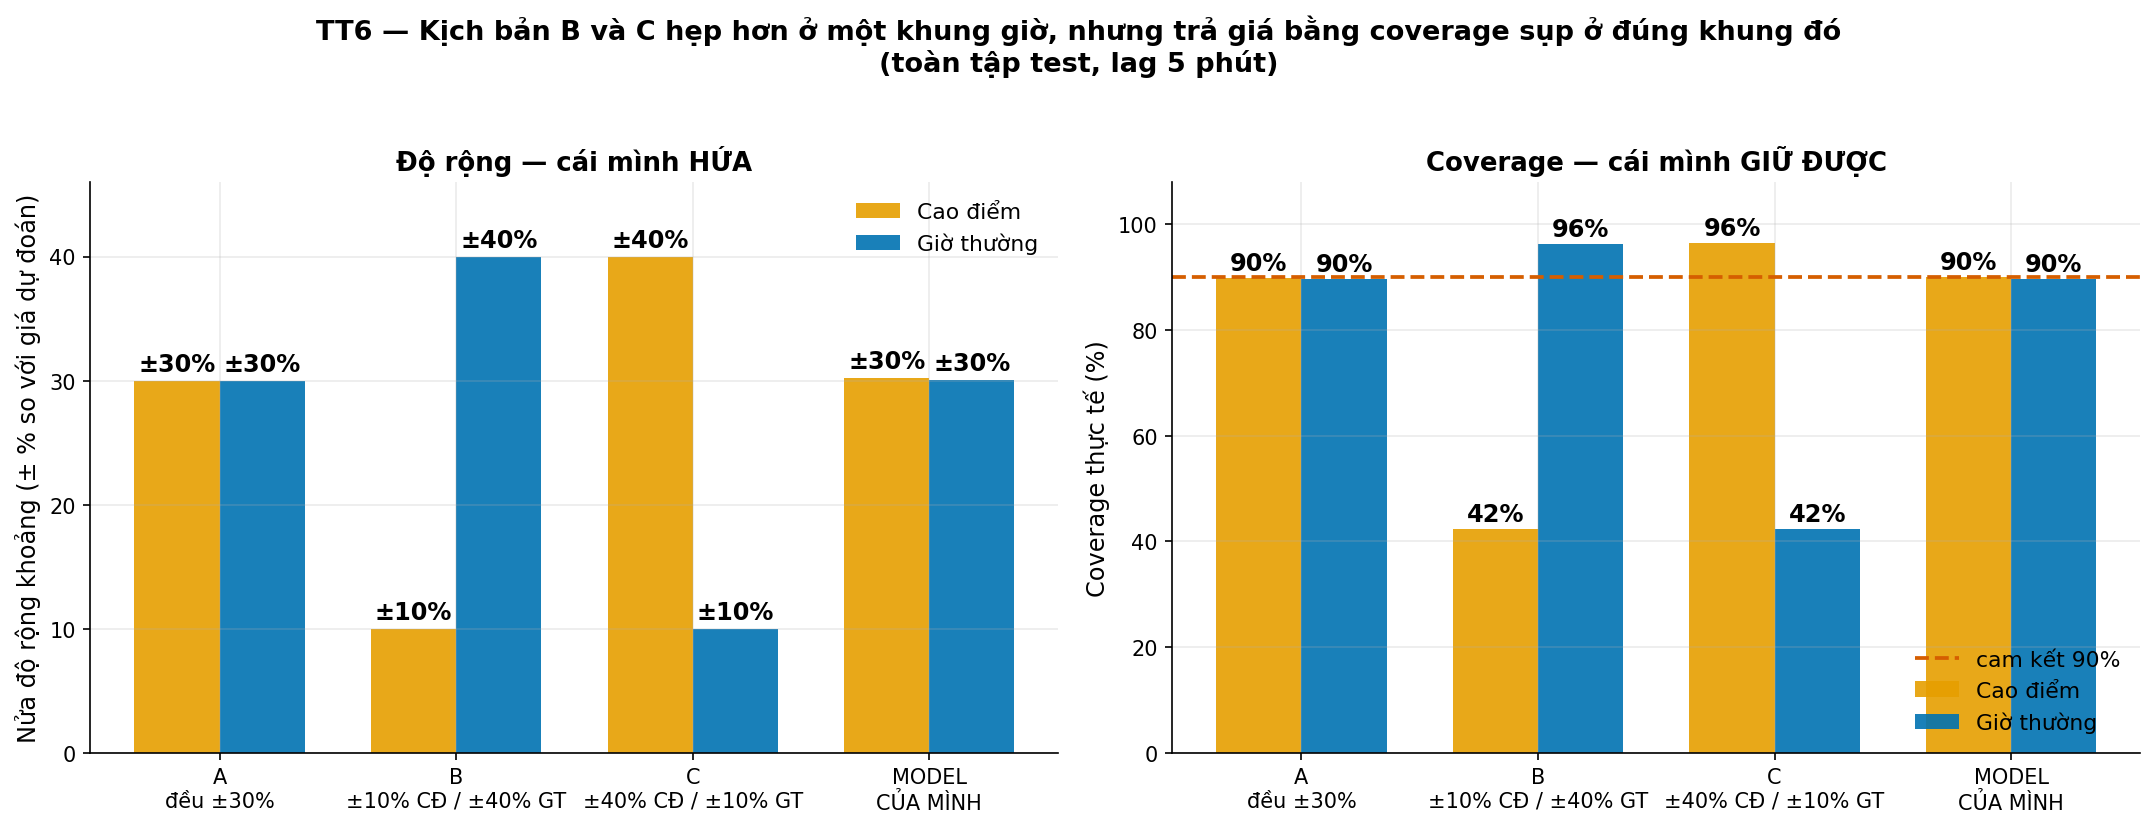 TT6 — Kịch bản B và C hẹp hơn ở một khung giờ, nhưng trả giá bằng coverage sụp ở đúng khung đó
(toàn tập test, lag 5 phút)
Độ rộng — cái mình HỨA
Nửa độ rộng khoảng (± % so với giá dự đoán)
40
30
20
10
0
Cao điểm
Giờ thường
±30% ±30%
±10%
±40%
±40%
±10%
±30% ±30%
A
đều ±30%
B
±10% CĐ / ±40% GT
C
±40% CĐ / ±10% GT
MODEL
CỦA MÌNH
Coverage — cái mình GIỮ ĐƯỢC
Coverage thực tế (%)
100
80
60
40
20
0
90%
90%
42%
96%
96%
42%
90%
90%
cam kết 90%
Cao điểm
Giờ thường
A
đều ±30%
B
±10% CĐ / ±40% GT
C
±40% CĐ / ±10% GT
MODEL
CỦA MÌNH